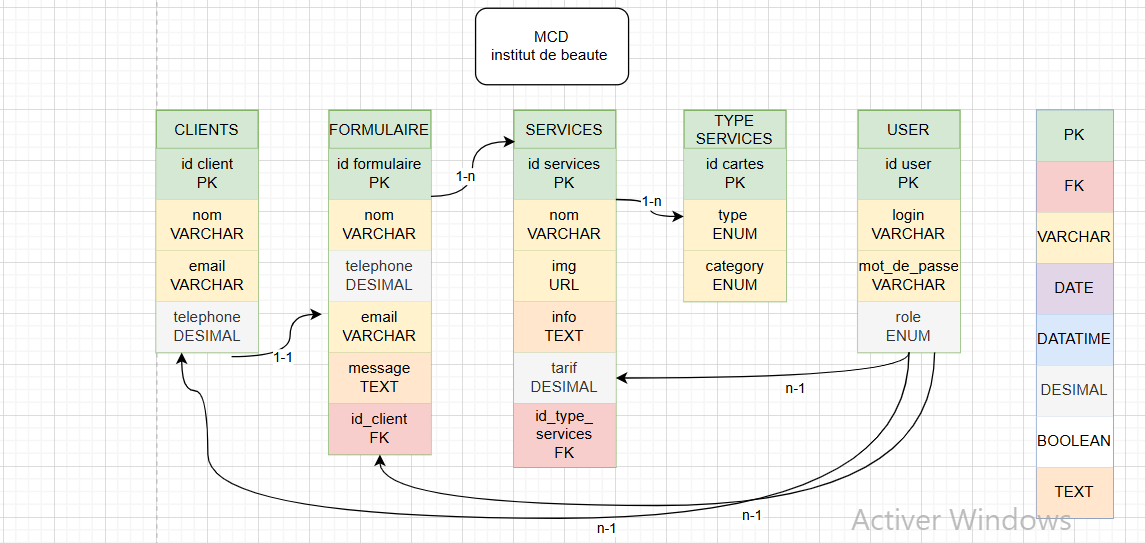 MCD
institut de beaute
CLIENTS
id client
PK
nom
VARCHAR
email
VARCHAR
telephone
DESIMAL
FORMULAIRE
id formulaire
PK
nom
VARCHAR
telephone
DESIMAL
email
VARCHAR
message
TEXT
id_client
FK
SERVICES
id services
PK
nom
VARCHAR
img
URL
info
TEXT
tarif
DESIMAL
id_type_
services
FK
TYPE
SERVICES
id cartes
PK
type
ENUM
category
ENUM
USER
id user
PK
login
VARCHAR
mot_de_passe
VARCHAR
role
ENUM
PK
FK
VARCHAR
DATE
DATATIME
DESIMAL
BOOLEAN
TEXT
1-n
1-n
1-1
n-1
n-1
n-1
Activer Windows